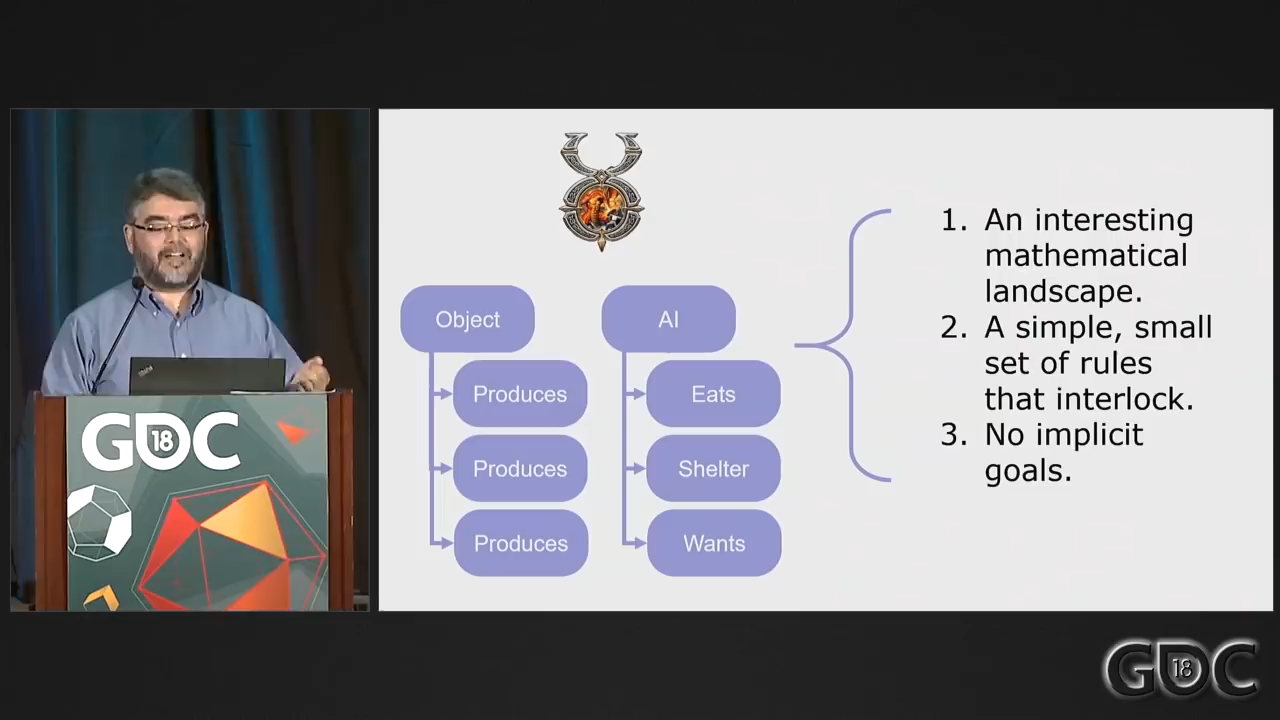 GDC
18
Object
Produces
Produces
Produces
AI
Eats
Shelter
Wants
1. An interesting
mathematical
landscape.
2. A simple, small
set of rules
that interlock.
3. No implicit
goals.
GDC
18